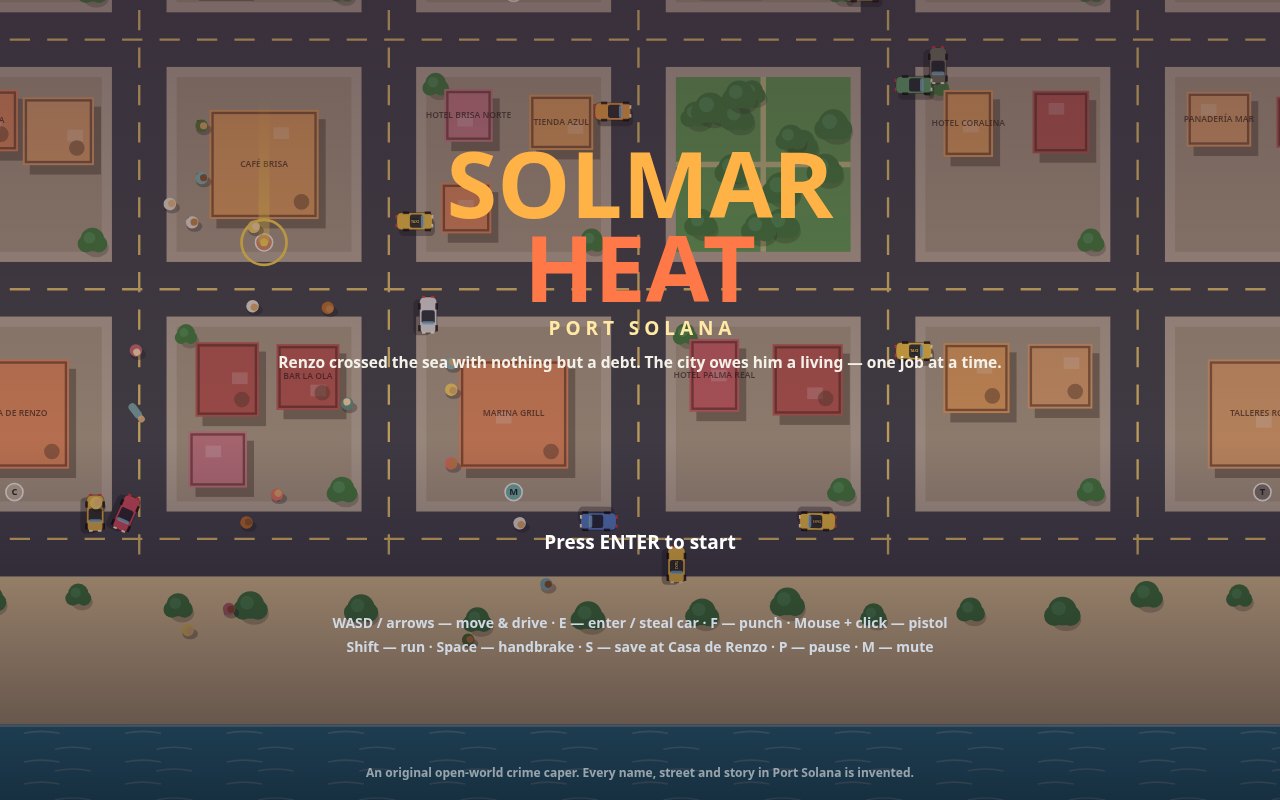 HOTEL BRISA NORTE
TIENDA AZUL
HOTEL CORALINA
PANADERÍA MAR
CAFÉ BRISA
SOLMAR
HEAT
PORT SOLANA
Renzo crossed the sea with nothing but a debt. The city owes him a living — one job at a time.
BAR LA OLA
HOTEL PALMA REAL
A DE RENZO
MARINA GRILL
TALLERES RO
C
M
T
Press ENTER to start
WASD / arrows — move & drive · E — enter / steal car · F — punch · Mouse + click — pistol
Shift — run · Space — handbrake · S — save at Casa de Renzo · P — pause · M — mute
An original open-world crime caper. Every name, street and story in Port Solana is invented.